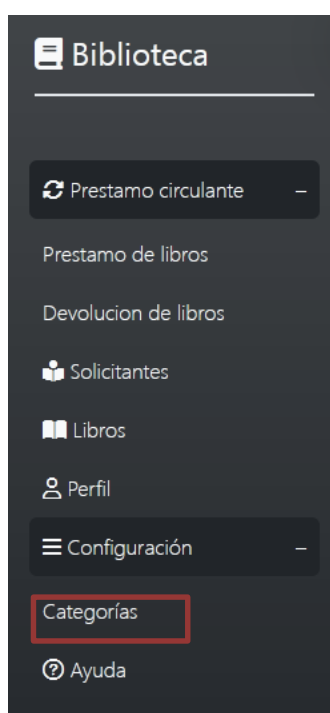 Biblioteca
Prestamo circulante
Prestamo de libros
Devolucion de libros
Solicitantes
Libros
Perfil
Configuración
Categorías
Ayuda